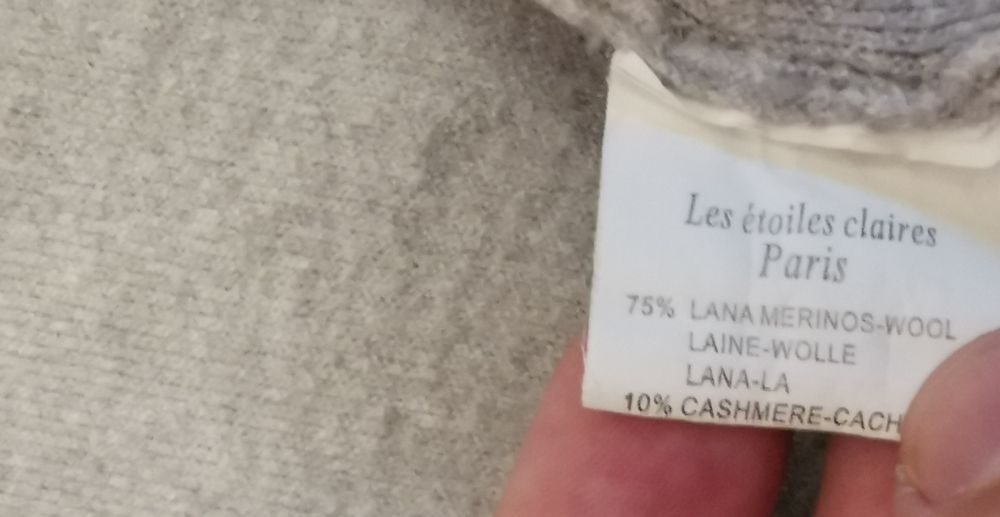 Les étoiles claires
Paris
75% LANA MERINOS-WOOL
LAINE-WOLLE
LANA-LA
10% CASHMERE-CACH